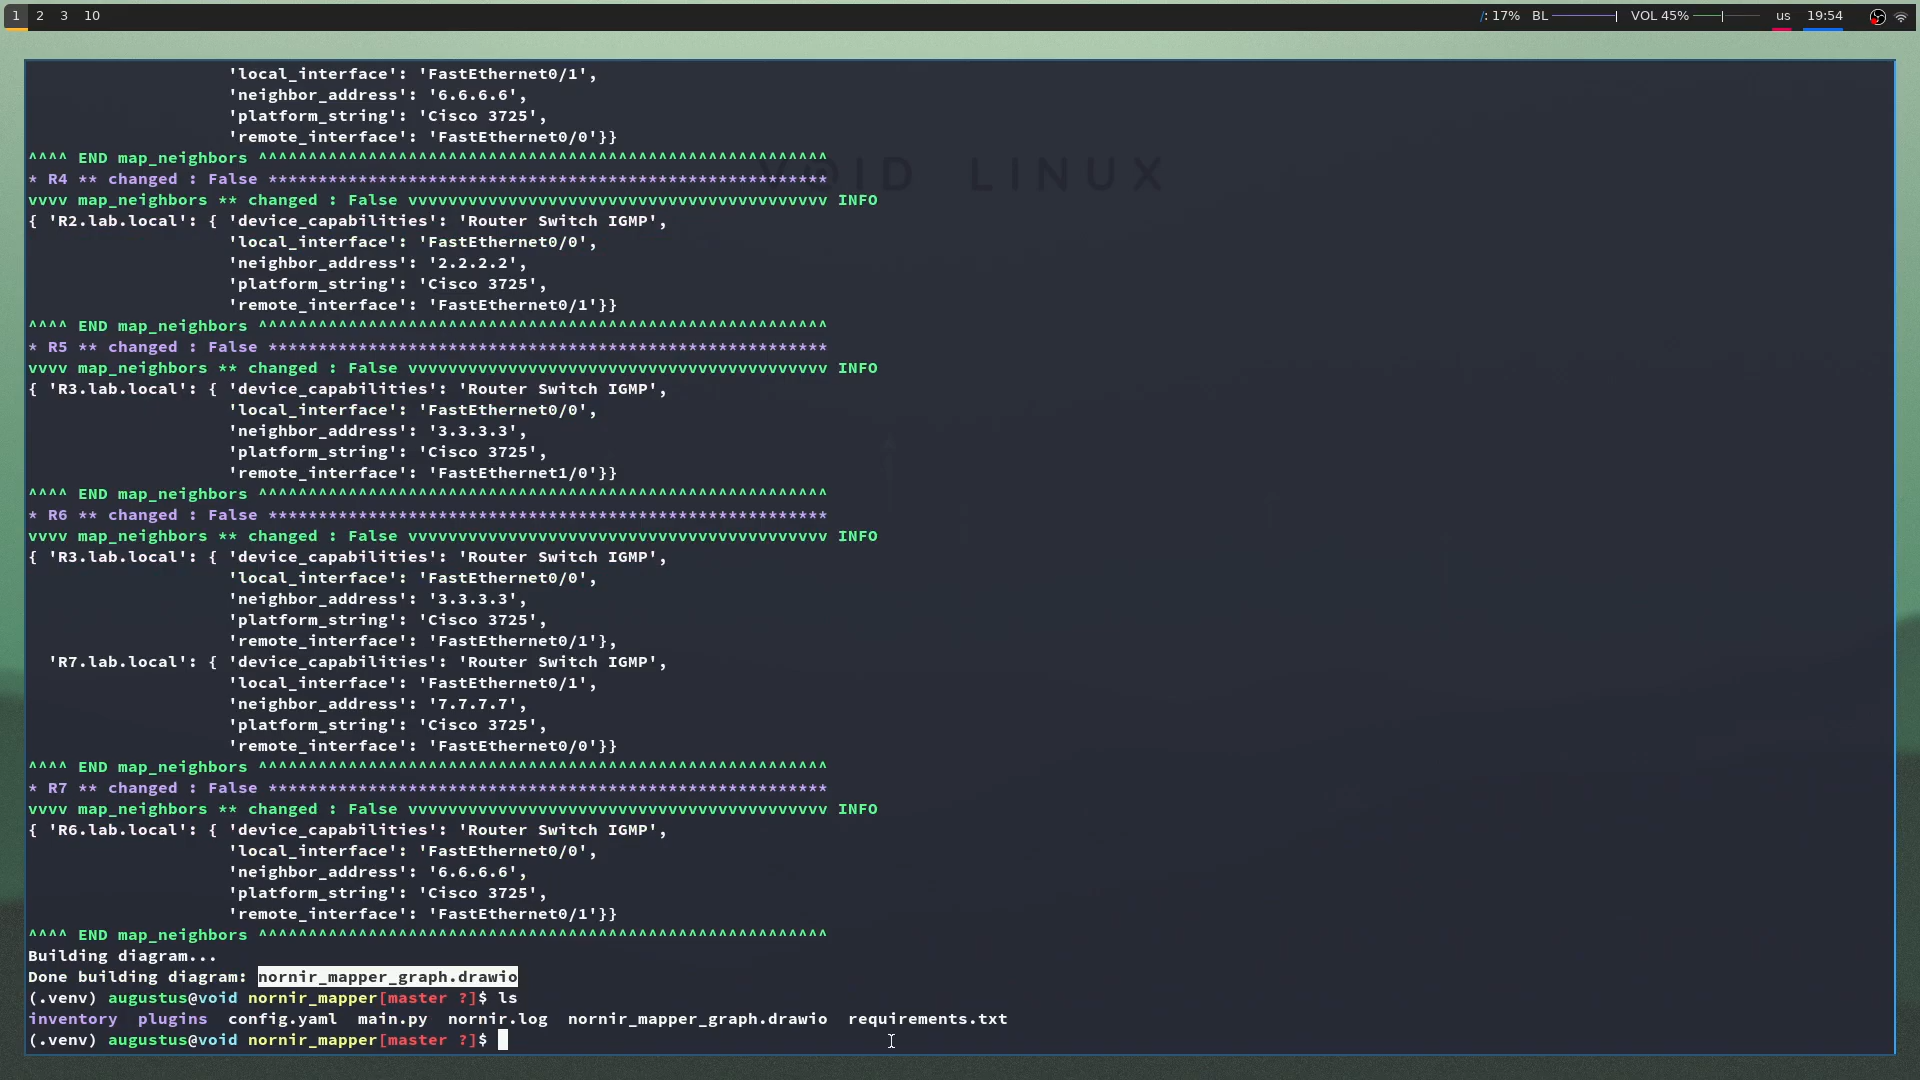 1 2 3 10 /: 17% BL VOL 45% us 19:54
'local_interface': 'FastEthernet0/1',
'neighbor_address': '6.6.6.6',
'platform_string': 'Cisco 3725',
'remote_interface': 'FastEthernet0/0'}}
^^^^ END map_neighbors ^^^^^^^^^^^^^^^^^^^^^^^^^^^^^^^^^^^^^^^^^^^^^^^^^^^^^^^^^
VOID LINUX
* R4 ** changed : False ********************************************************
vvvv map_neighbors ** changed : False vvvvvvvvvvvvvvvvvvvvvvvvvvvvvvvvvvvvvvvvvv INFO
{ 'R2.lab.local': { 'device_capabilities': 'Router Switch IGMP',
'local_interface': 'FastEthernet0/0',
'neighbor_address': '2.2.2.2',
'platform_string': 'Cisco 3725',
'remote_interface': 'FastEthernet0/1'}}
^^^^ END map_neighbors ^^^^^^^^^^^^^^^^^^^^^^^^^^^^^^^^^^^^^^^^^^^^^^^^^^^^^^^^^
* R5 ** changed : False ********************************************************
vvvv map_neighbors ** changed : False vvvvvvvvvvvvvvvvvvvvvvvvvvvvvvvvvvvvvvvvvv INFO
{ 'R3.lab.local': { 'device_capabilities': 'Router Switch IGMP',
'local_interface': 'FastEthernet0/0',
'neighbor_address': '3.3.3.3',
'platform_string': 'Cisco 3725',
'remote_interface': 'FastEthernet1/0'}}
^^^^ END map_neighbors ^^^^^^^^^^^^^^^^^^^^^^^^^^^^^^^^^^^^^^^^^^^^^^^^^^^^^^^^^
* R6 ** changed : False ********************************************************
vvvv map_neighbors ** changed : False vvvvvvvvvvvvvvvvvvvvvvvvvvvvvvvvvvvvvvvvvv INFO
{ 'R3.lab.local': { 'device_capabilities': 'Router Switch IGMP',
'local_interface': 'FastEthernet0/0',
'neighbor_address': '3.3.3.3',
'platform_string': 'Cisco 3725',
'remote_interface': 'FastEthernet0/1'},
'R7.lab.local': { 'device_capabilities': 'Router Switch IGMP',
'local_interface': 'FastEthernet0/1',
'neighbor_address': '7.7.7.7',
'platform_string': 'Cisco 3725',
'remote_interface': 'FastEthernet0/0'}}
^^^^ END map_neighbors ^^^^^^^^^^^^^^^^^^^^^^^^^^^^^^^^^^^^^^^^^^^^^^^^^^^^^^^^^
* R7 ** changed : False ********************************************************
vvvv map_neighbors ** changed : False vvvvvvvvvvvvvvvvvvvvvvvvvvvvvvvvvvvvvvvvvv INFO
{ 'R6.lab.local': { 'device_capabilities': 'Router Switch IGMP',
'local_interface': 'FastEthernet0/0',
'neighbor_address': '6.6.6.6',
'platform_string': 'Cisco 3725',
'remote_interface': 'FastEthernet0/1'}}
^^^^ END map_neighbors ^^^^^^^^^^^^^^^^^^^^^^^^^^^^^^^^^^^^^^^^^^^^^^^^^^^^^^^^^
Building diagram...
Done building diagram: nornir_mapper_graph.drawio
(.venv) augustus@void nornir_mapper[master ?]$ ls
inventory plugins config.yaml main.py nornir.log nornir_mapper_graph.drawio requirements.txt
(.venv) augustus@void nornir_mapper[master ?]$